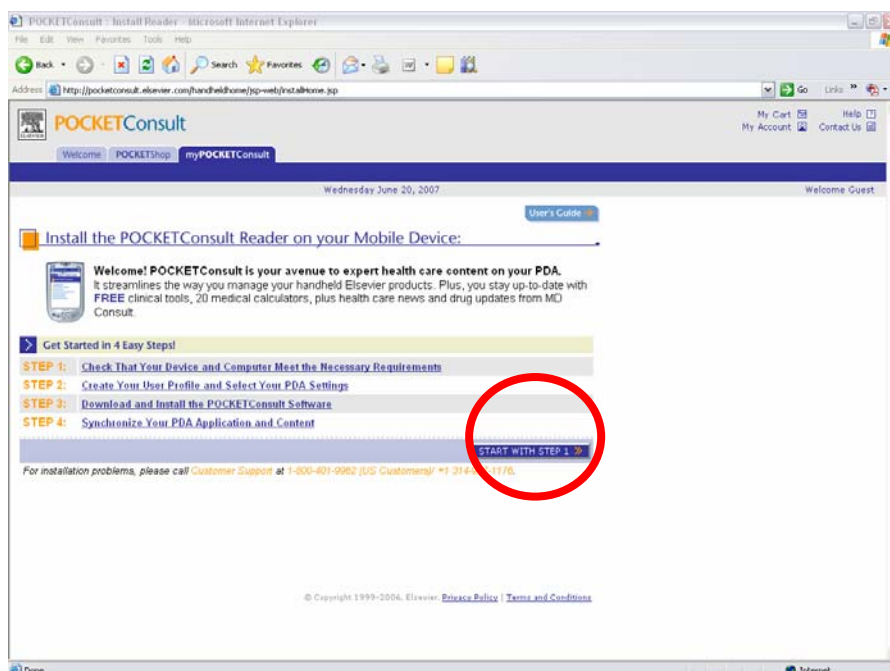 POCKETConsult : Install Reader - Microsoft Internet Explorer
File Edit View Favorites Tools Help
Back Search Favorites
Address http://pocketconsult.elsevier.com/handheldhome/jsp-web/installHome.jsp Go Links »
POCKETConsult
My Cart Help
My Account Contact Us
ELSEVIER
Welcome POCKETShop myPOCKETConsult
Wednesday June 20, 2007 Welcome Guest
User's Guide
Install the POCKETConsult Reader on your Mobile Device:
Welcome! POCKETConsult is your avenue to expert health care content on your PDA.
It streamlines the way you manage your handheld Elsevier products. Plus, you stay up-to-date with
FREE clinical tools, 20 medical calculators, plus health care news and drug updates from MD
Consult.
Get Started in 4 Easy Steps!
STEP 1: Check That Your Device and Computer Meet the Necessary Requirements
STEP 2: Create Your User Profile and Select Your PDA Settings
STEP 3: Download and Install the POCKETConsult Software
STEP 4: Synchronize Your PDA Application and Content
START WITH STEP 1 »
For installation problems, please call Customer Support at 1-800-401-9962 (US Customers)/ +1
© Copyright 1999-2006, Elsevier. Privacy Policy | Terms and Conditions
Done Internet